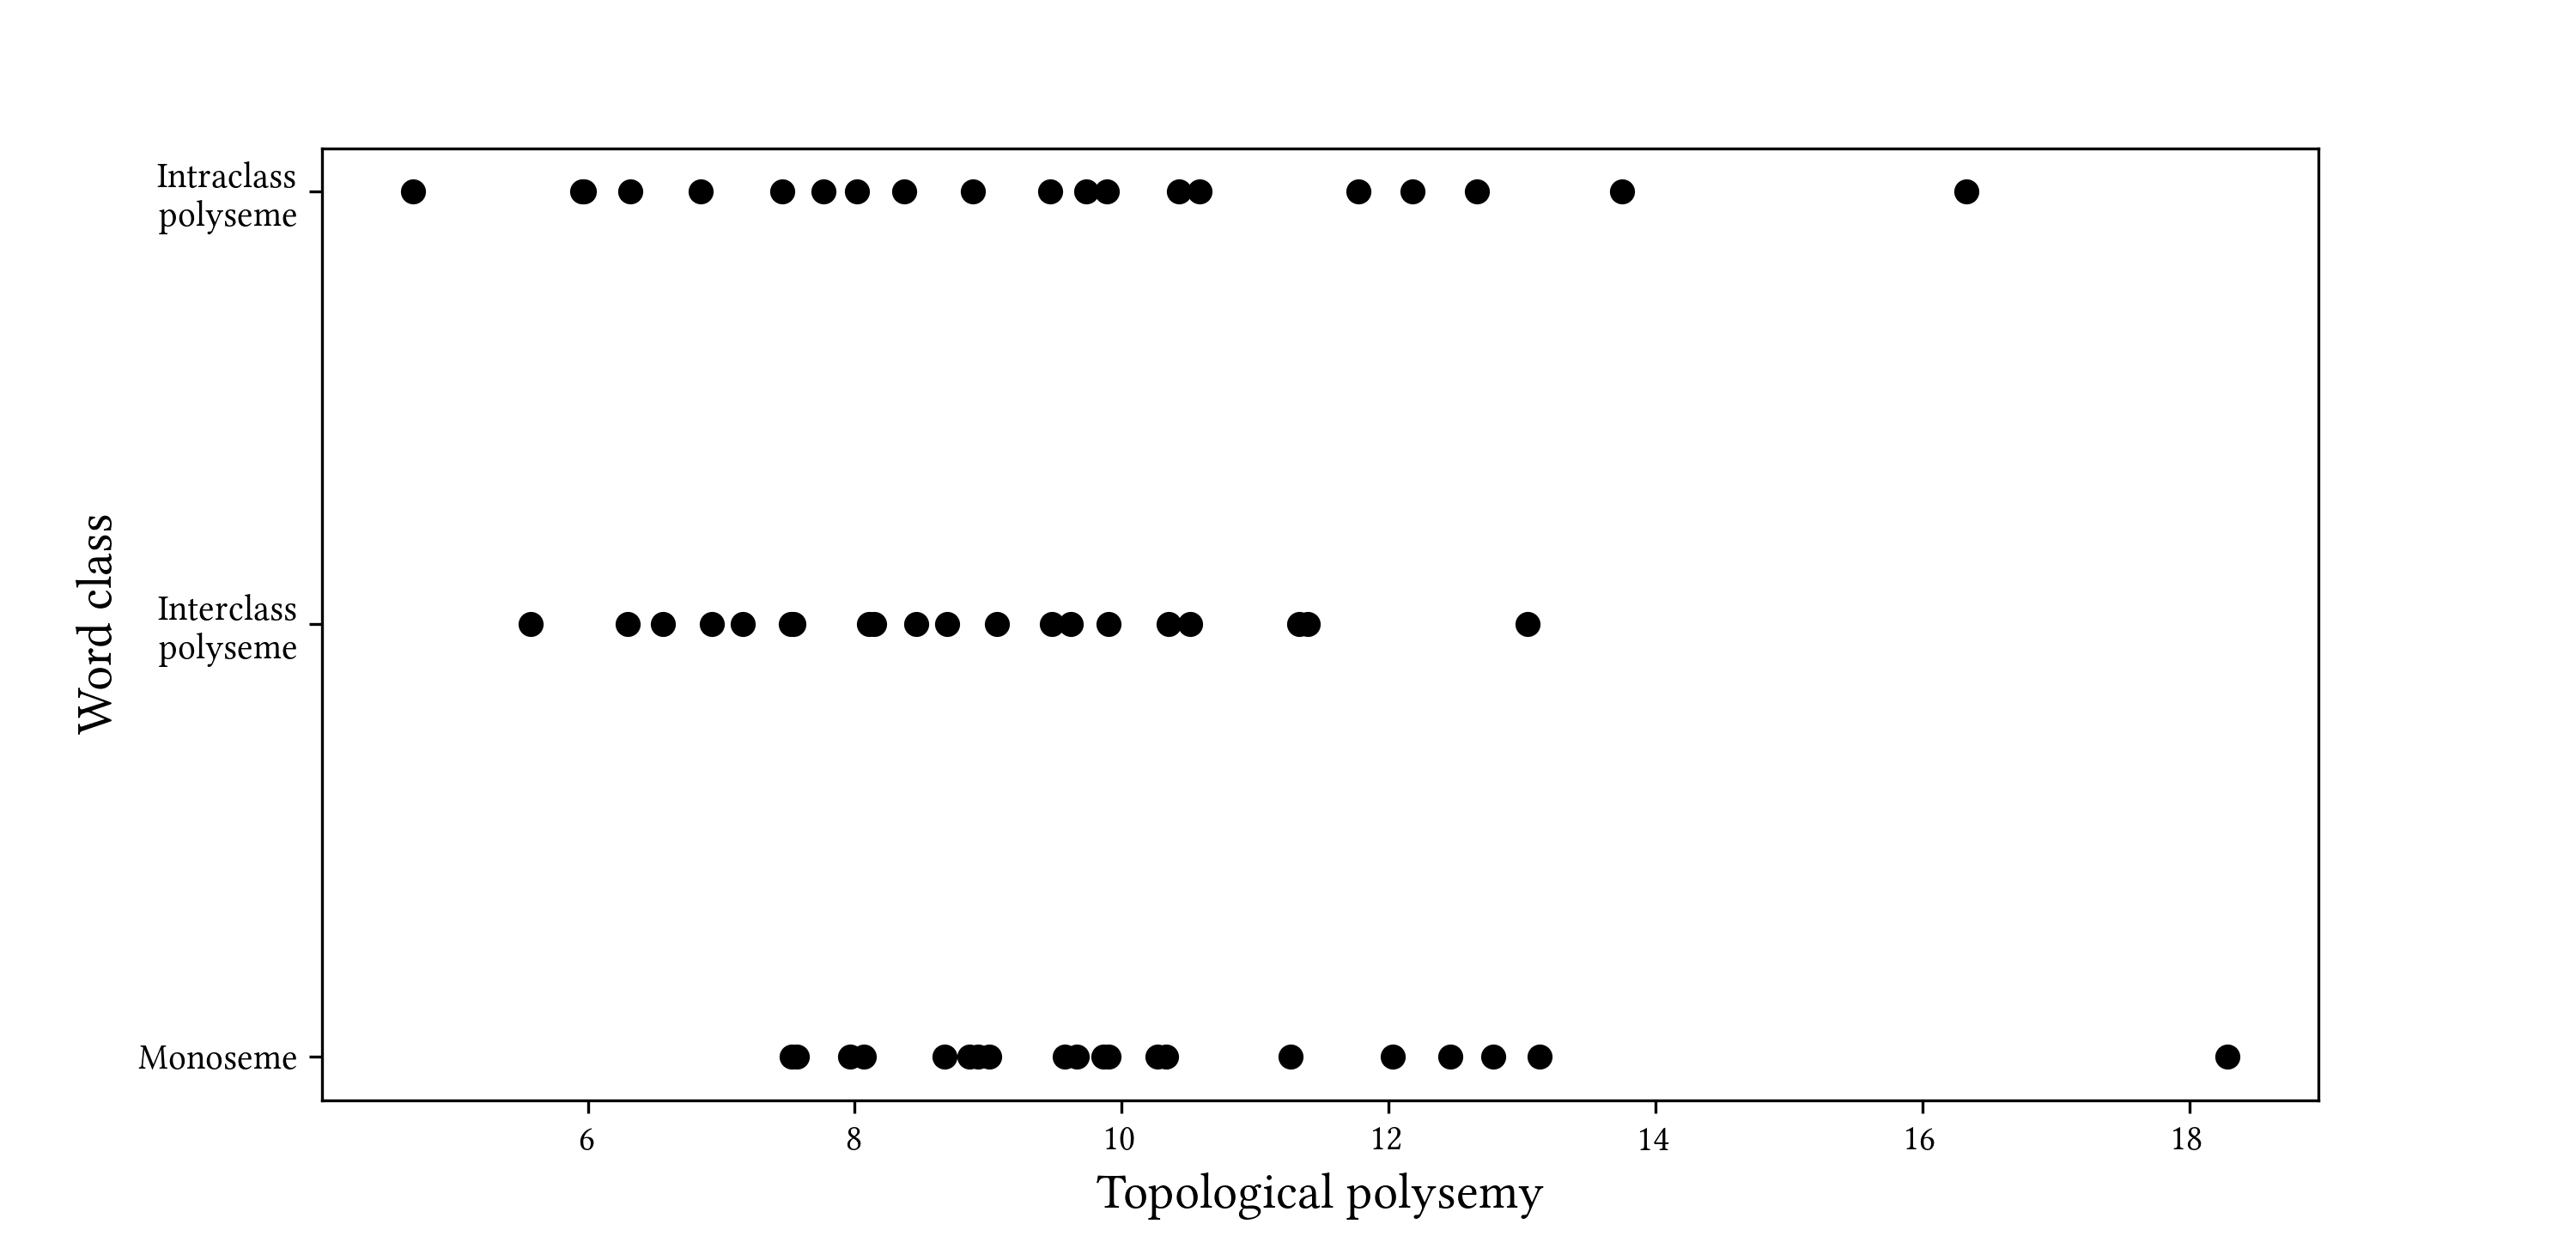 Intraclass
polyseme
Word class
Interclass
polyseme
Monoseme
6 8 10 12 14 16 18
Topological polysemy